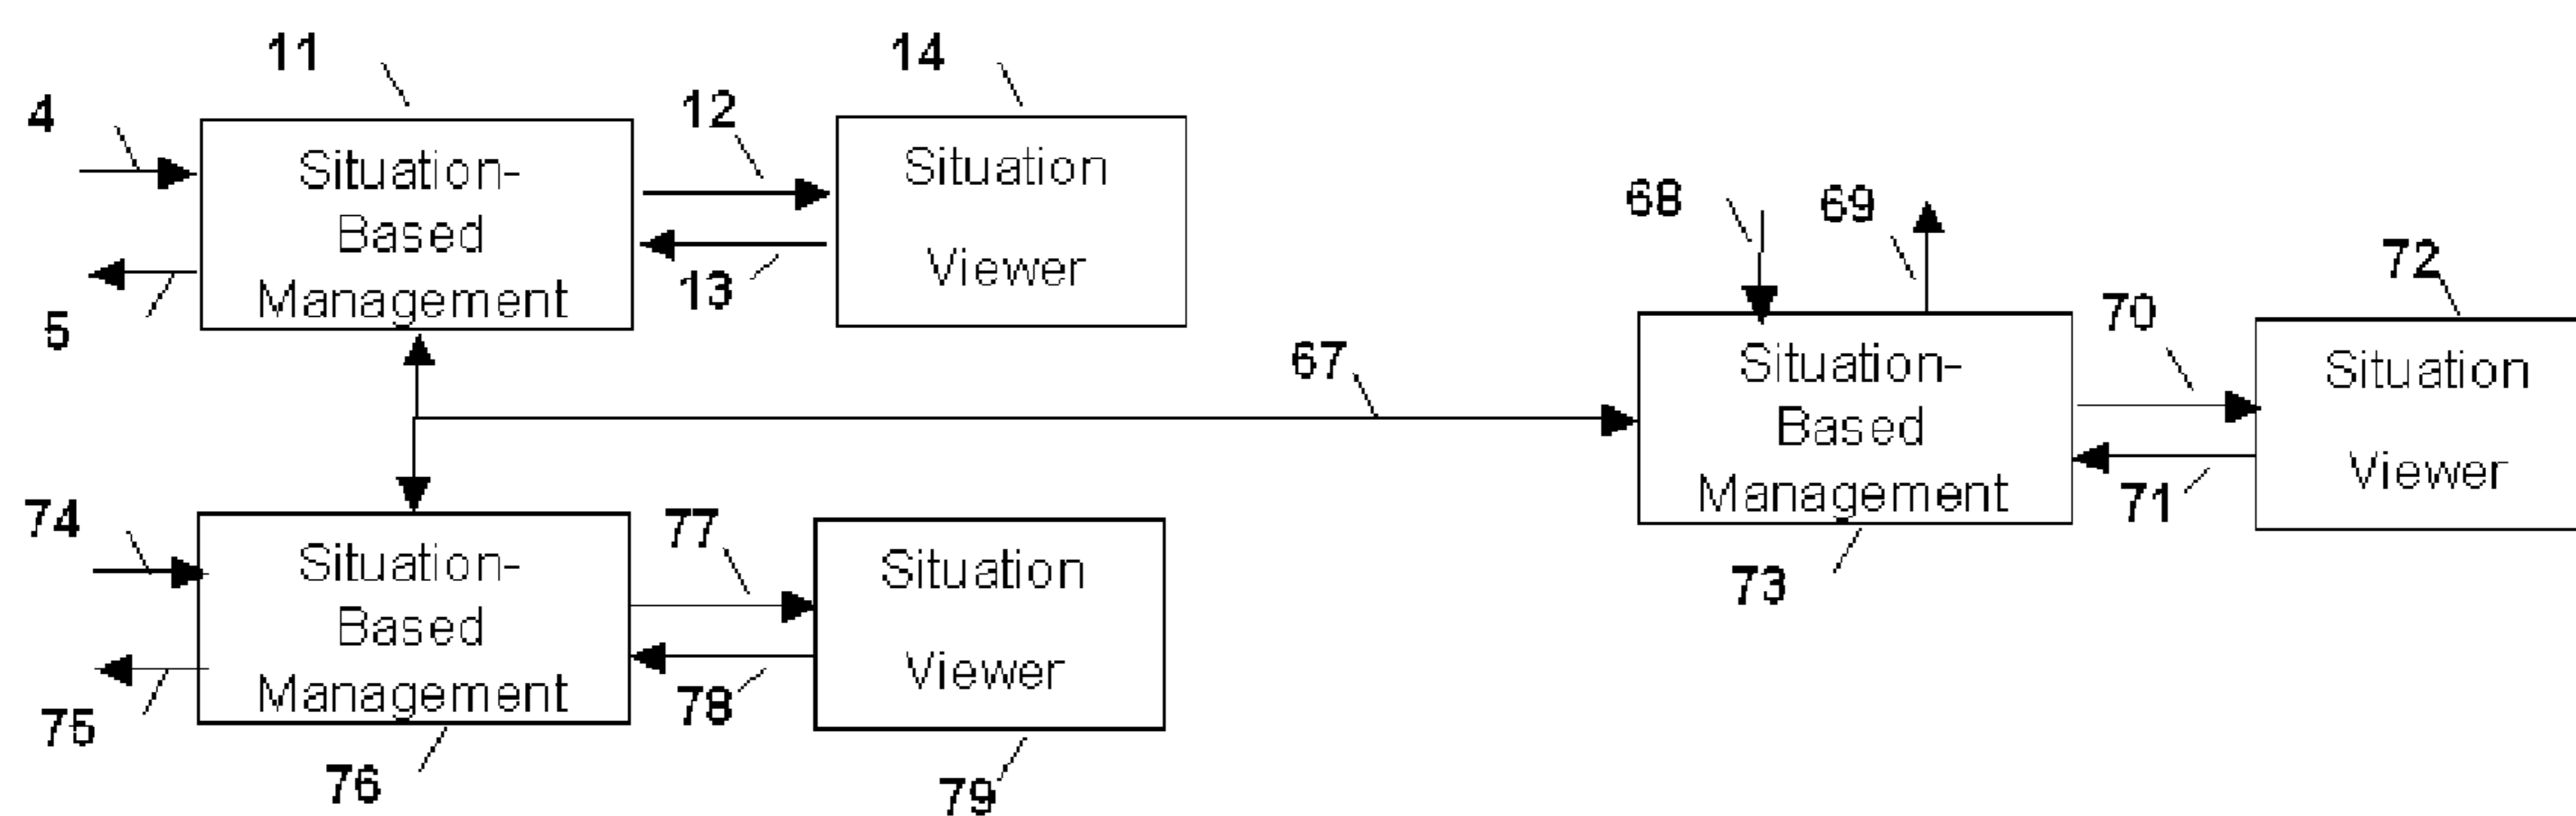 11
14
4
12
Situation-
Based
Management
Situation
Viewer
5
13
68
69
72
67
70
Situation-
Based
Management
Situation
Viewer
71
73
74
77
Situation-
Based
Management
Situation
Viewer
75
78
76
79